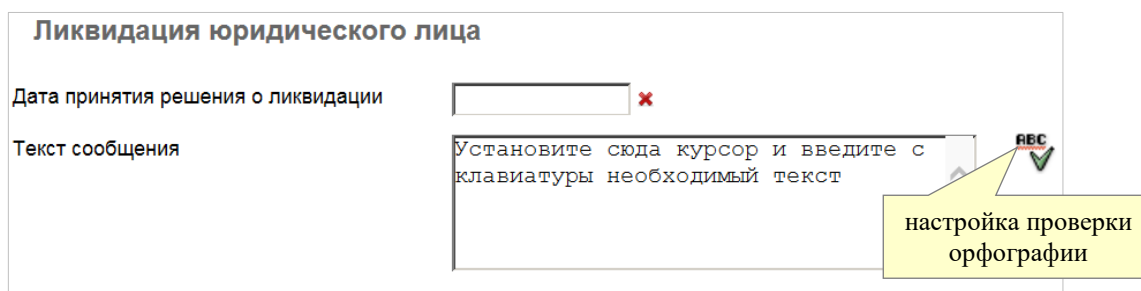 Ликвидация юридического лица
Дата принятия решения о ликвидации
Текст сообщения
Установите сюда курсор и введите с
клавиатуры необходимый текст
ABC
настройка проверки
орфографии